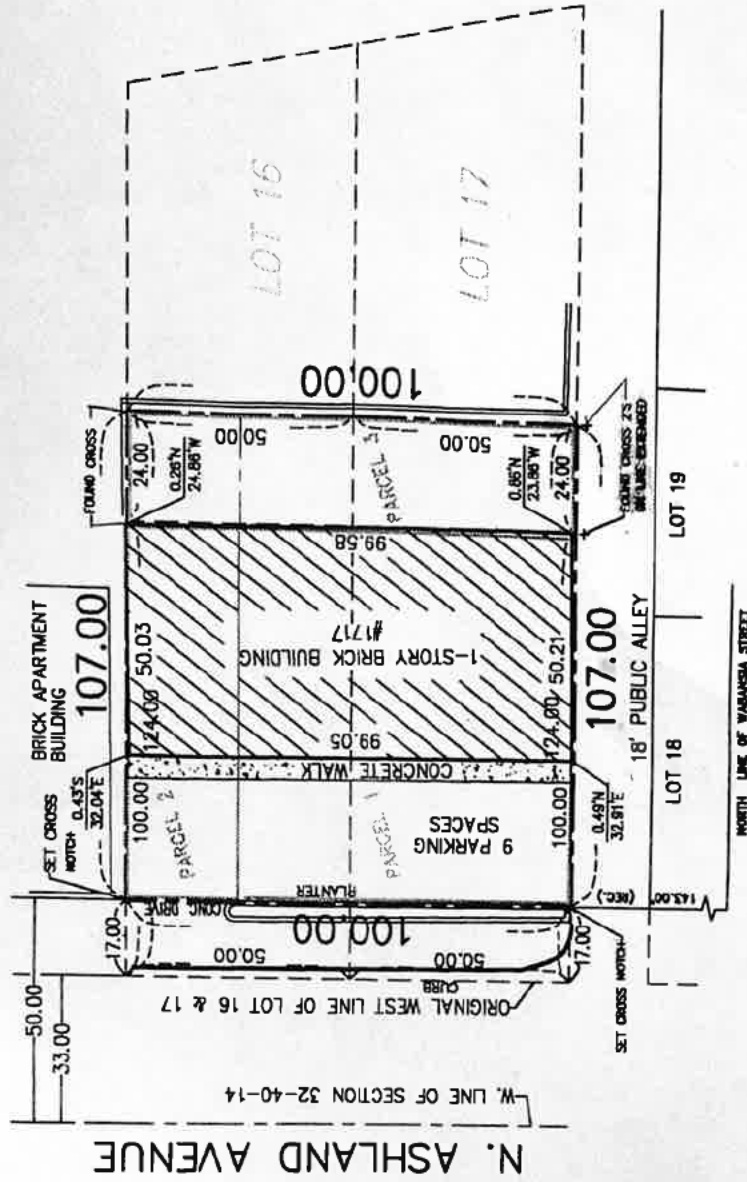 LOT 16
LOT 17
100.00
50.00
50.00
FOUND CROSS
24.00
0.26'N
24.86'W
PARCEL 3
0.86'N
23.86'W
24.00
FOUND CROSS 2'S
LOT 19
BRICK APARTMENT
BUILDING
107.00
50.03
124.00
99.58
1-STORY BRICK BUILDING
#1717
99.05
50.21
124.00
107.00
18' PUBLIC ALLEY
LOT 18
CONCRETE WALK
SET CROSS
NOTCH
0.43'S
32.04'E
100.00
PARCEL 2
PARCEL 1
9 PARKING
SPACES
100.00
0.49'N
32.91'E
CONC. DRIVE
PLANTER
143.00'
(REC.)
NORTH LINE OF WABANSIA STREET
17.00
100.00
50.00
50.00
17.00
CURB
SET CROSS NOTCH
ORIGINAL WEST LINE OF LOT 16 & 17
50.00
33.00
W. LINE OF SECTION 32-40-14
N. ASHLAND AVENUE